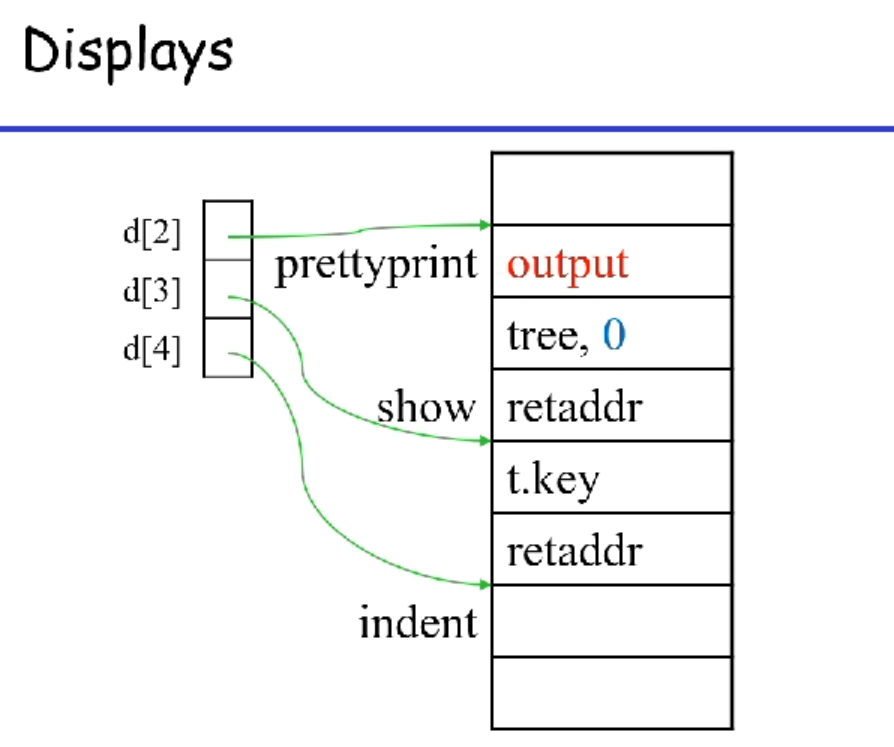 Displays
d[2]
prettyprint output
d[3]
tree, 0
d[4]
show retaddr
t.key
retaddr
indent